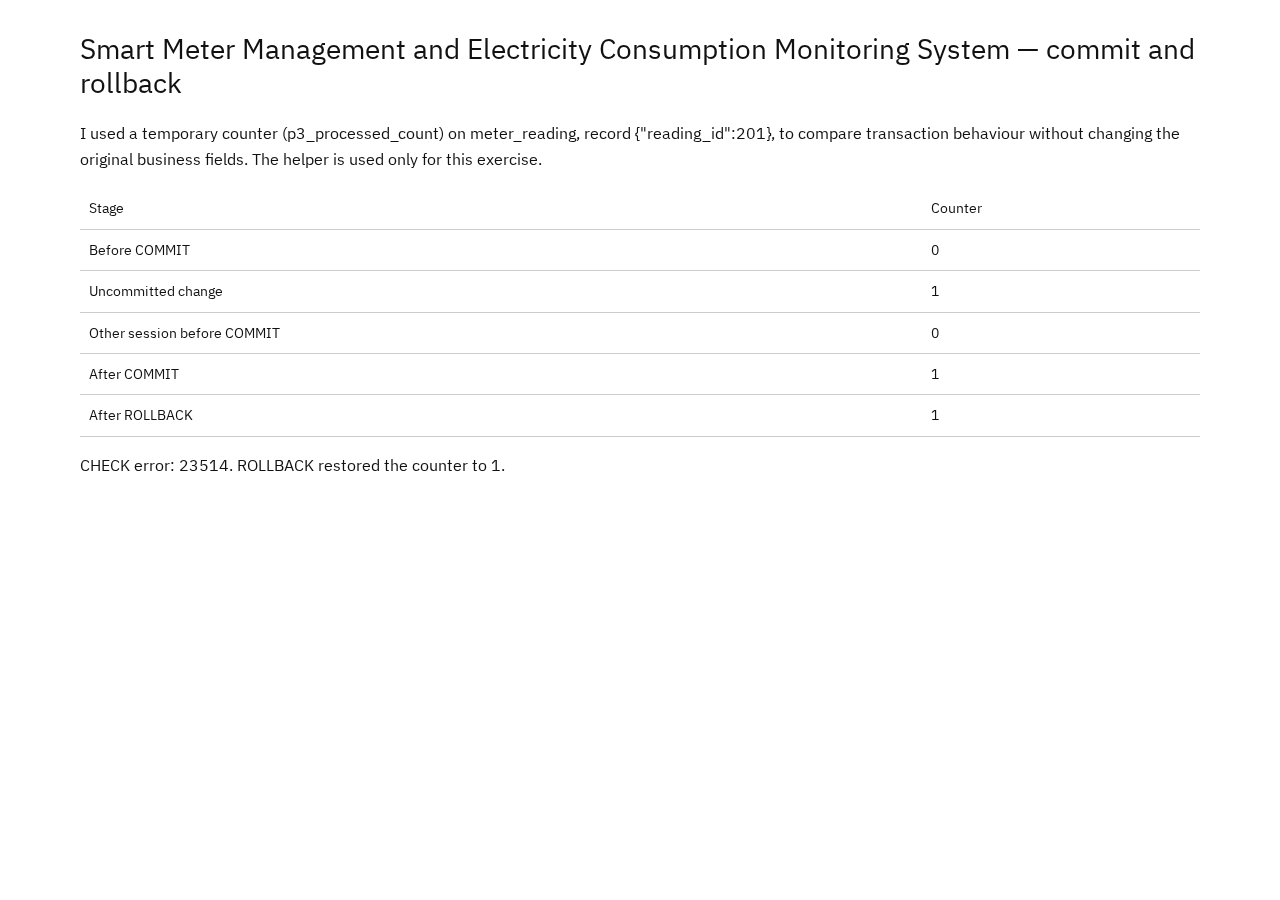 Smart Meter Management and Electricity Consumption Monitoring System — commit and
rollback
I used a temporary counter (p3_processed_count) on meter_reading, record {"reading_id":201}, to compare transaction behaviour without changing the
original business fields. The helper is used only for this exercise.
Stage Counter
Before COMMIT 0
Uncommitted change 1
Other session before COMMIT 0
After COMMIT 1
After ROLLBACK 1
CHECK error: 23514. ROLLBACK restored the counter to 1.